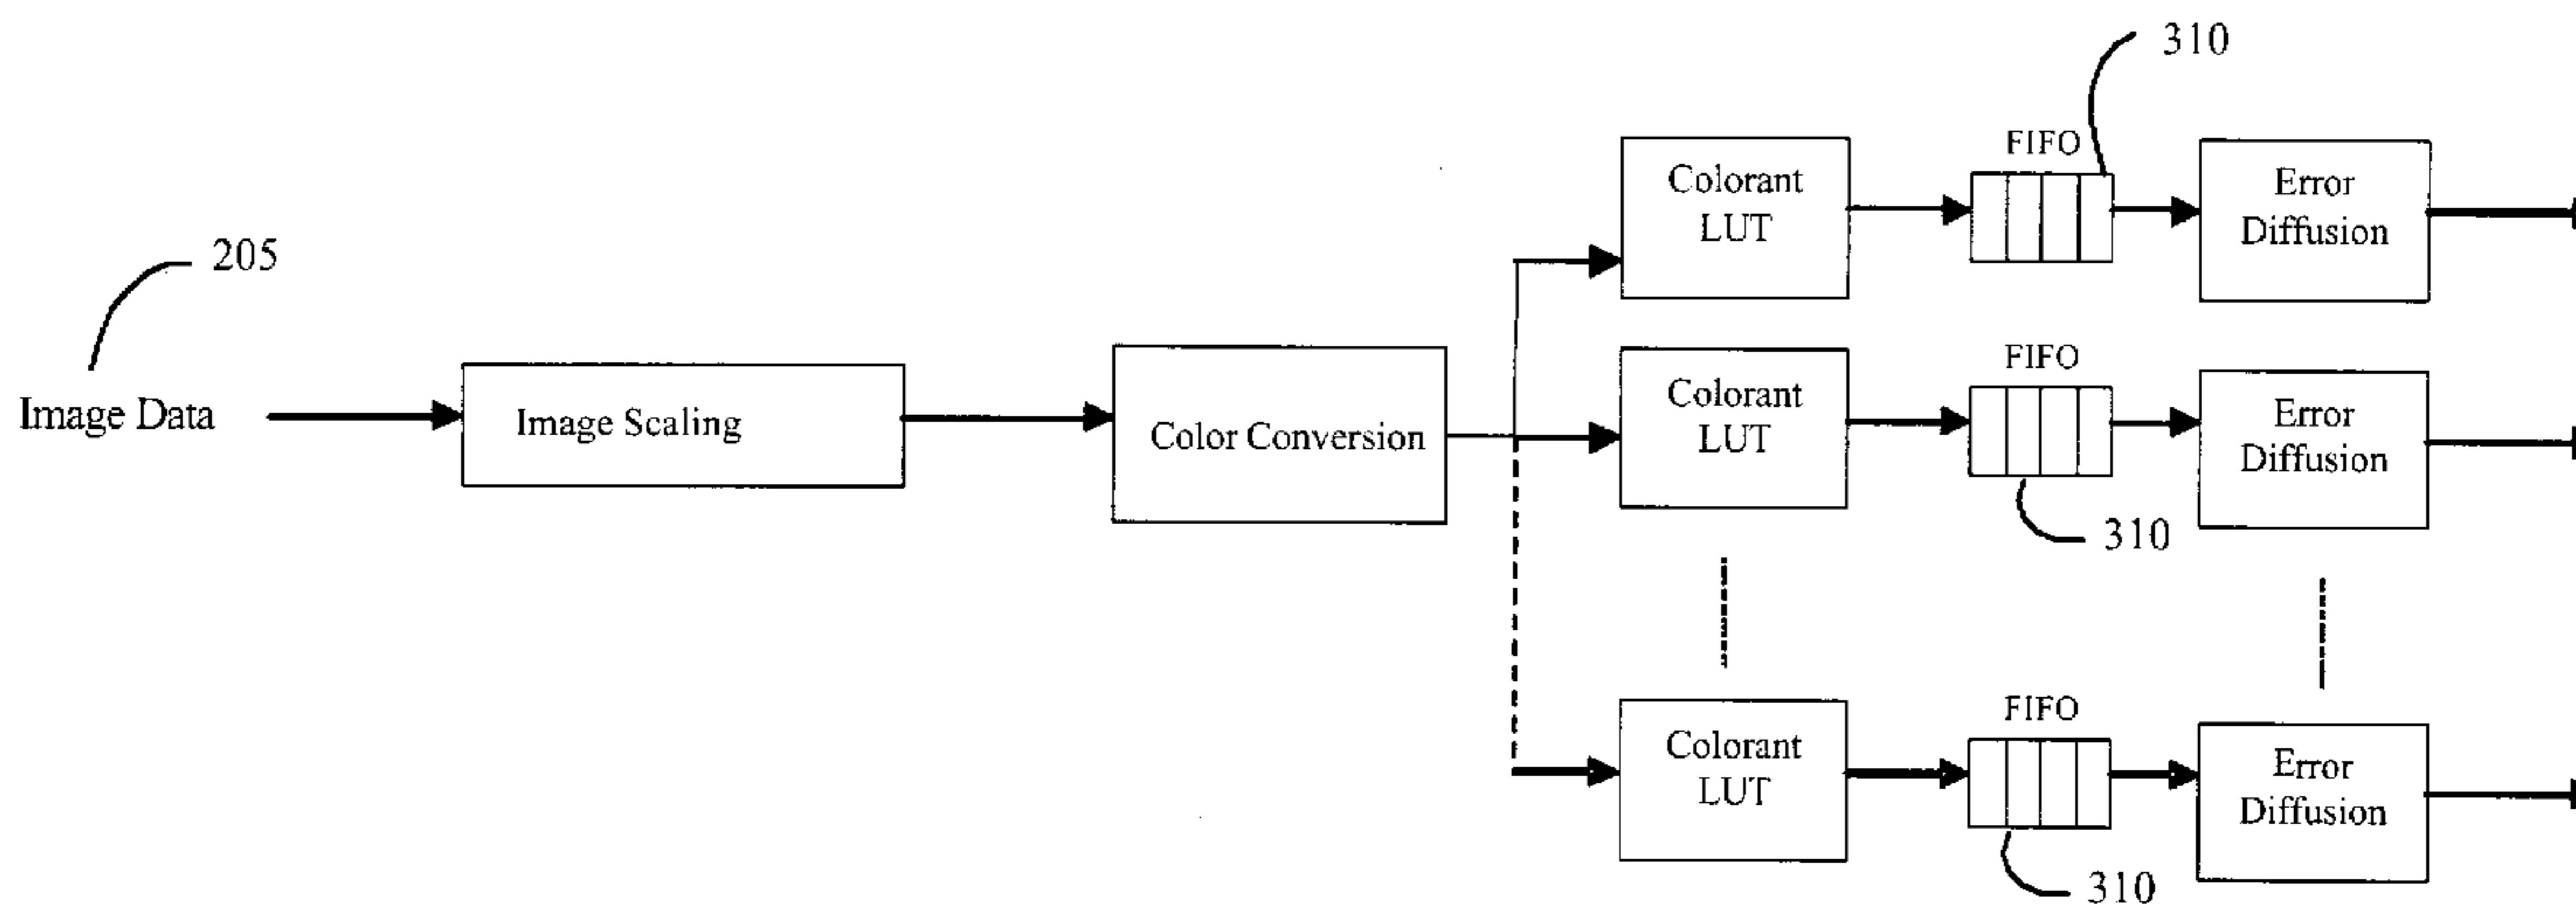 310
FIFO
Colorant
LUT
Error
Diffusion
205
FIFO
Image Data
Image Scaling
Color Conversion
Colorant
LUT
Error
Diffusion
310
FIFO
Colorant
LUT
Error
Diffusion
310